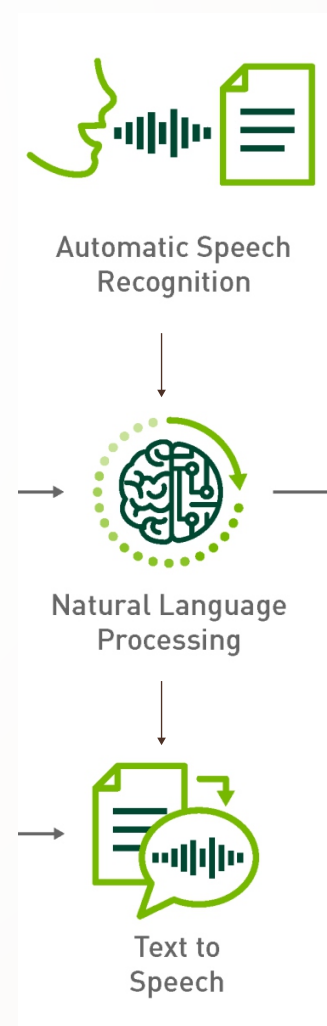 Automatic Speech
Recognition
Natural Language
Processing
Text to
Speech